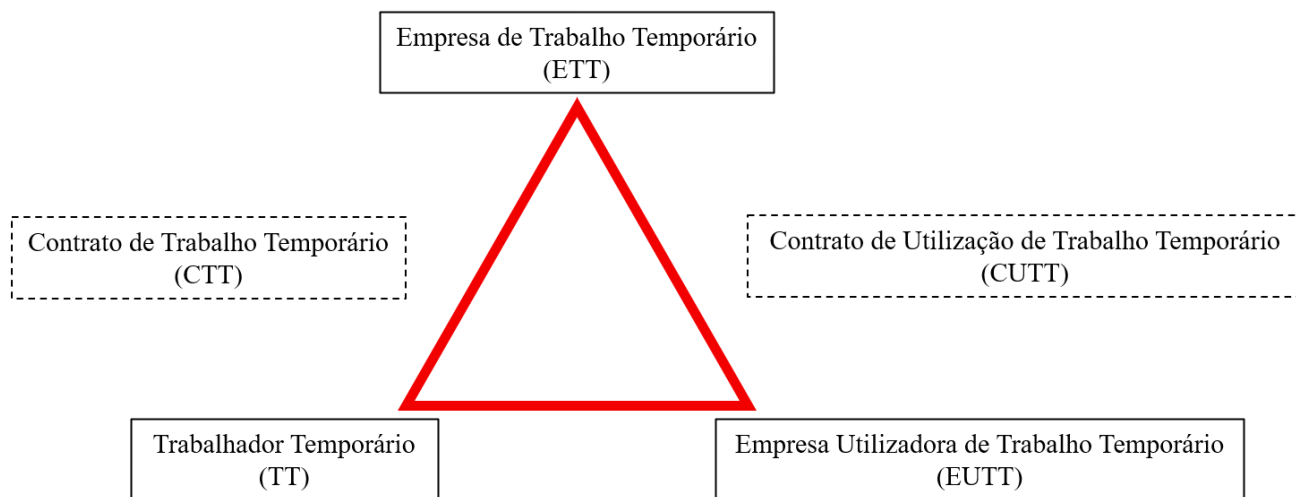 Empresa de Trabalho Temporário
(ETT)
Contrato de Trabalho Temporário
(CTT)
Contrato de Utilização de Trabalho Temporário
(CUTT)
Trabalhador Temporário
(TT)
Empresa Utilizadora de Trabalho Temporário
(EUTT)